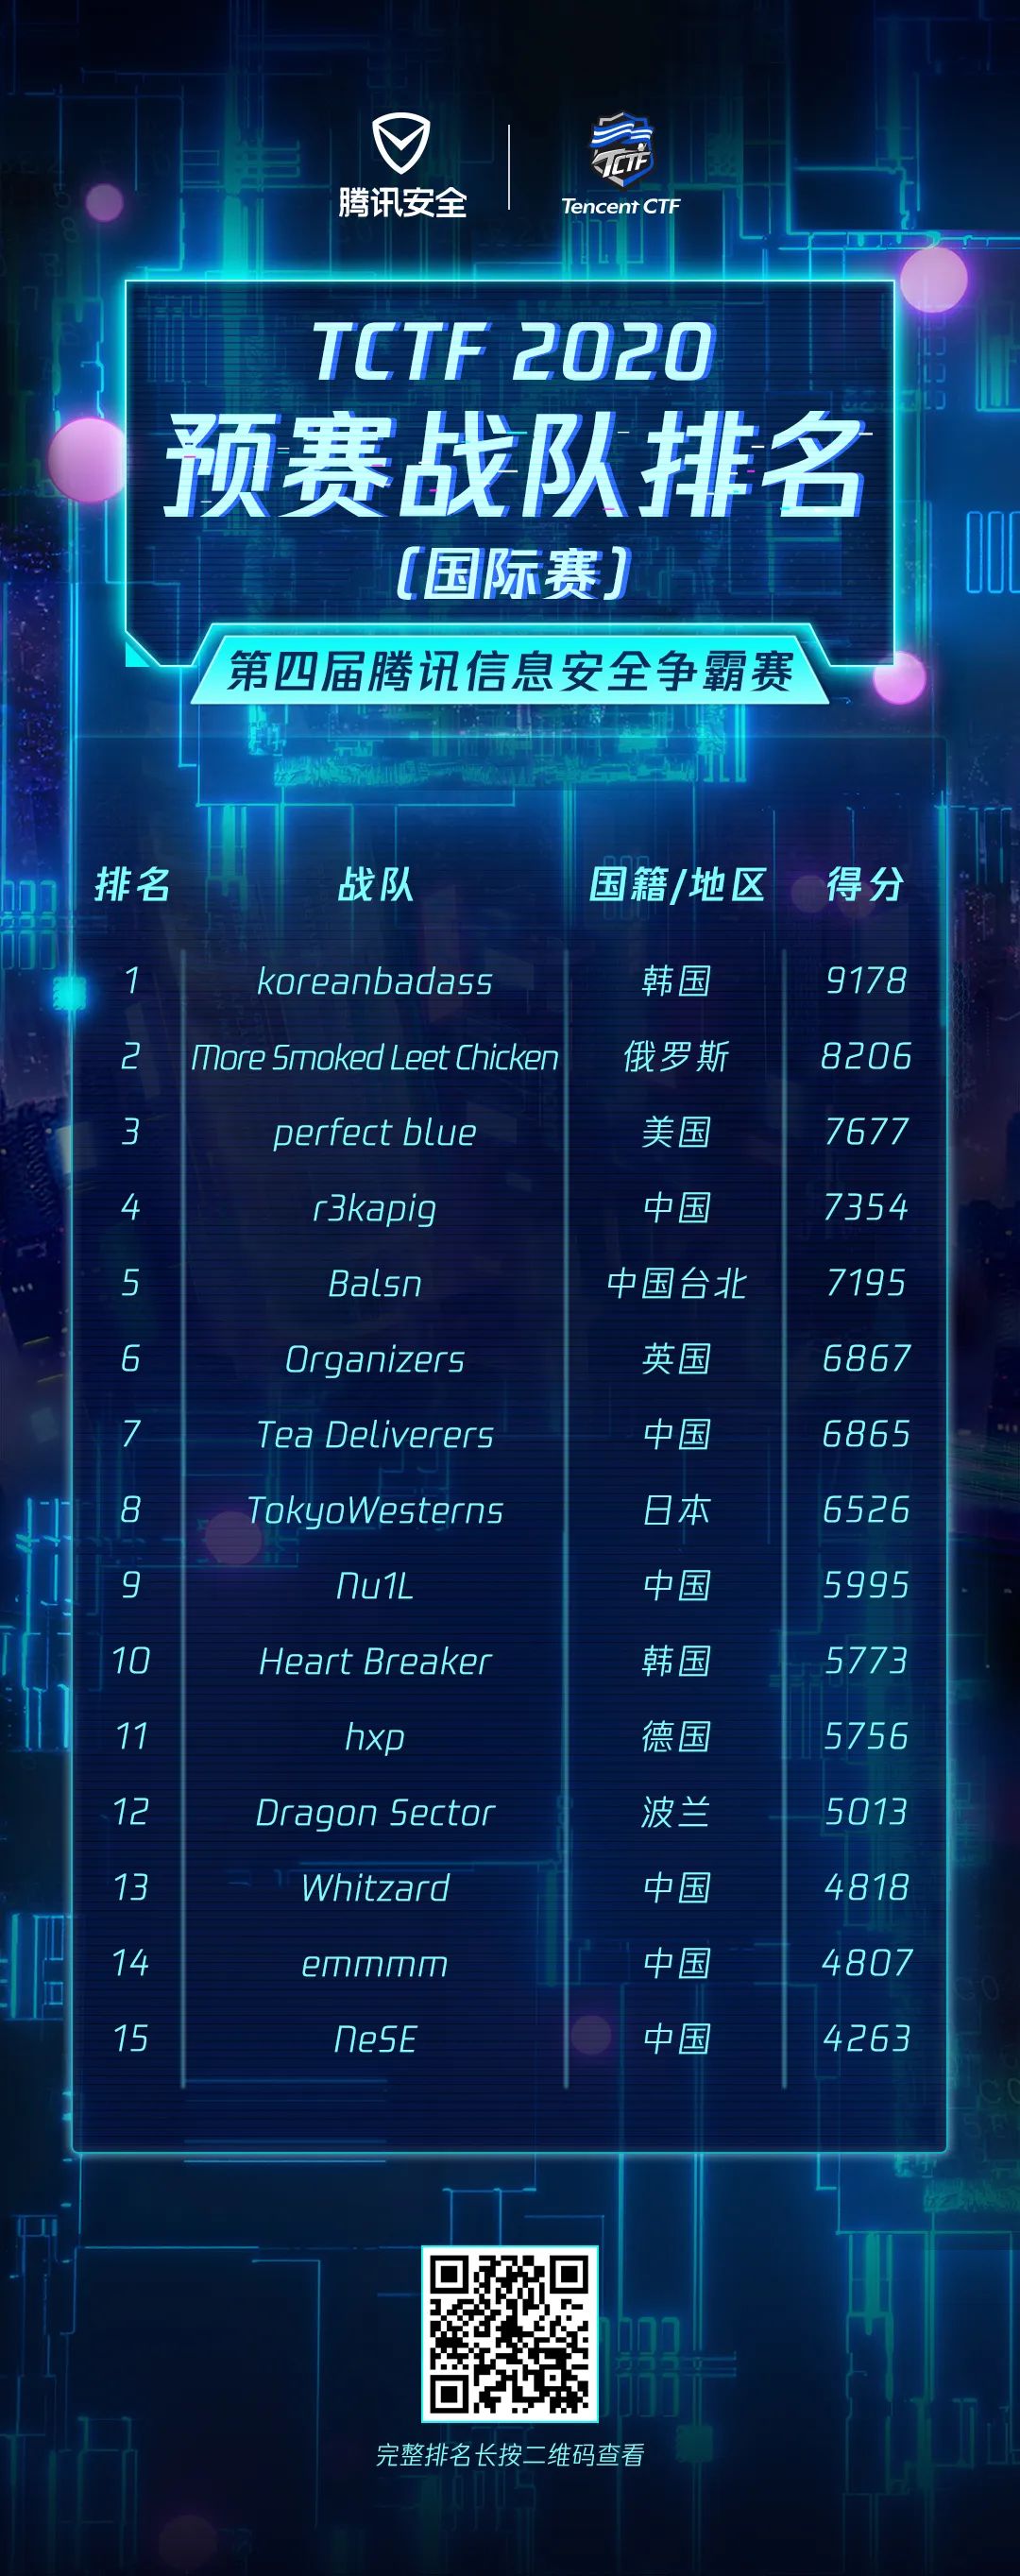 腾讯安全
TCTF
Tencent CTF
TCTF 2020
预赛战队排名
(国际赛)
第四届腾讯信息安全争霸赛
排名 战队 国籍/地区 得分
1 koreanbadass 韩国 9178
2 More Smoked Leet Chicken 俄罗斯 8206
3 perfect blue 美国 7677
4 r3kapig 中国 7354
5 Balsn 中国台北 7195
6 Organizers 英国 6867
7 Tea Deliverers 中国 6865
8 TokyoWesterns 日本 6526
9 Nu1L 中国 5995
10 Heart Breaker 韩国 5773
11 hxp 德国 5756
12 Dragon Sector 波兰 5013
13 Whitzard 中国 4818
14 emmmm 中国 4807
15 NeSE 中国 4263
完整排名长按二维码查看